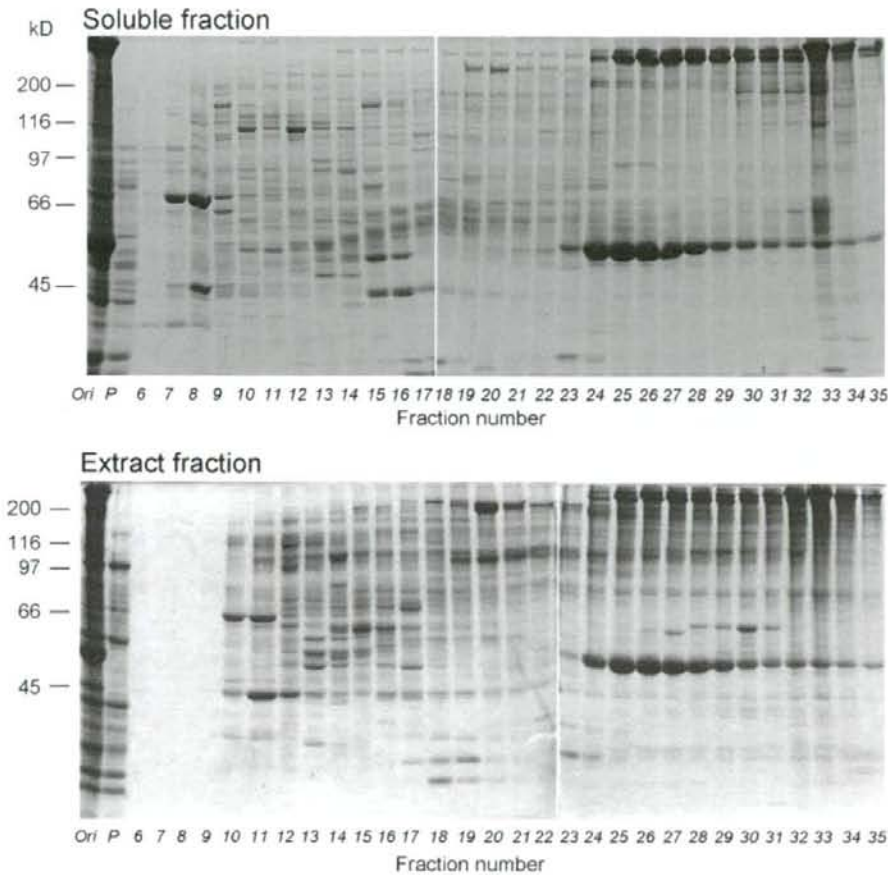 Soluble fraction
kD
200
116
97
66
45
Ori P 6 7 8 9 10 11 12 13 14 15 16 17 18 19 20 21 22 23 24 25 26 27 28 29 30 31 32 33 34 35
Fraction number
Extract fraction
200
116
97
66
45
Ori P 6 7 8 9 10 11 12 13 14 15 16 17 18 19 20 21 22 23 24 25 26 27 28 29 30 31 32 33 34 35
Fraction number